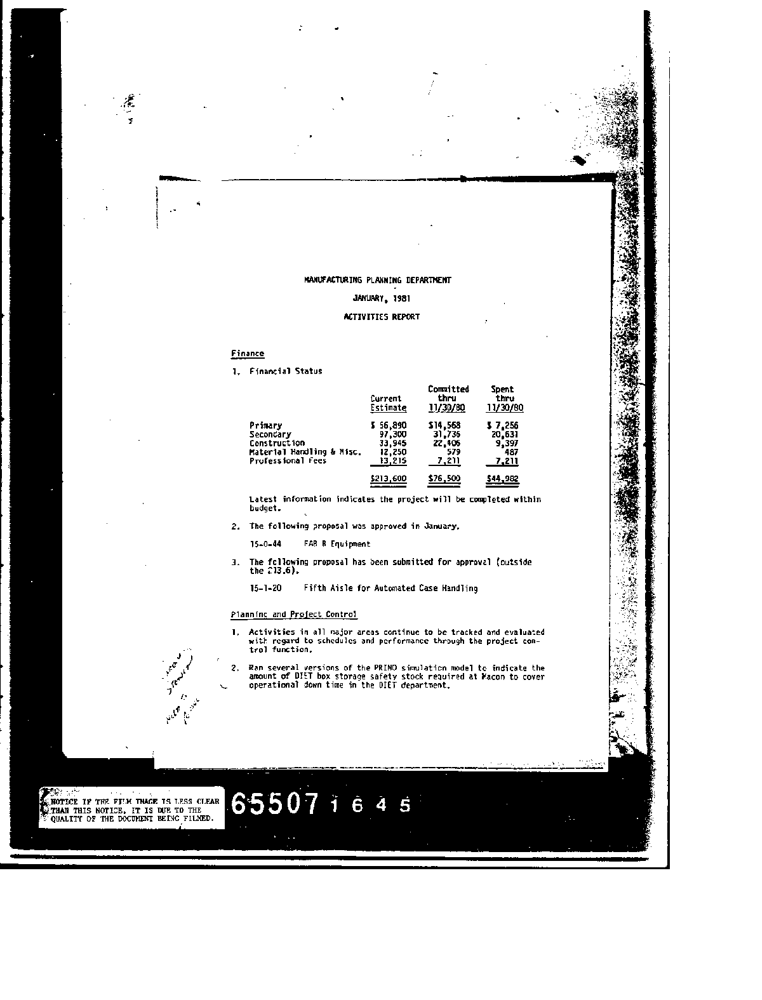 MANUFACTURING PLANNING DEPARTMENT
JANUARY, 1981
ACTIVITIES REPORT
Finance
1. Financial Status
Current Estimate Committed thru 11/30/80 Spent thru 11/30/80
Primary $ 56,890 $14,568 $ 7,256
Secondary 97,300 31,736 20,631
Construction 33,945 22,406 9,397
Material Handling & Misc. 12,250 579 487
Professional Fees 13,215 7,211 7,211
$213,600 $76,500 $44,982
Latest information indicates the project will be completed within
budget.
2. The following proposal was approved in January.
15-0-44 FAB B Equipment
3. The following proposal has been submitted for approval (outside
the 213.6).
15-1-20 Fifth Aisle for Automated Case Handling
Planning and Project Control
1. Activities in all major areas continue to be tracked and evaluated
with regard to schedules and performance through the project con-
trol function.
2. Ran several versions of the PRIMO simulation model to indicate the
amount of DIET box storage safety stock required at Macon to cover
operational down time in the DIET department.
NOTICE IF THE FILM IMAGE IS LESS CLEAR
THAN THIS NOTICE, IT IS DUE TO THE
QUALITY OF THE DOCUMENT BEING FILMED.
65507 1645